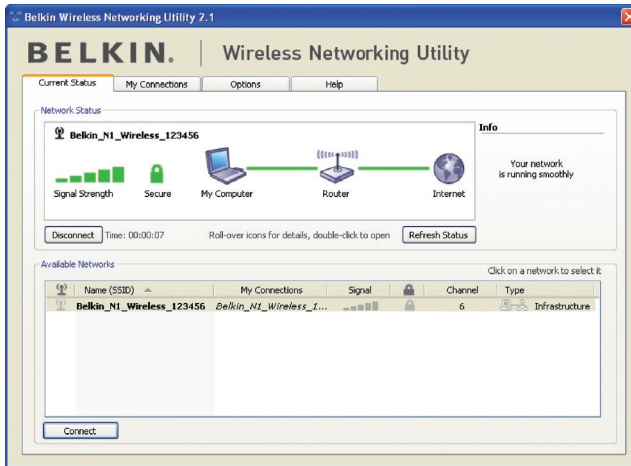 Belkin Wireless Networking Utility 2.1
BELKIN. | Wireless Networking Utility
Current Status My Connections Options Help
Network Status
Belkin_N1_Wireless_123456
Info
Your network
is running smoothly
Signal Strength Secure My Computer Router Internet
Disconnect Time: 00:00:07 Roll-over icons for details, double-click to open Refresh Status
Available Networks
Click on a network to select it
Name (SSID) My Connections Signal Channel Type
Belkin_N1_Wireless_123456 Belkin_N1_Wireless_1... 6 Infrastructure
Connect